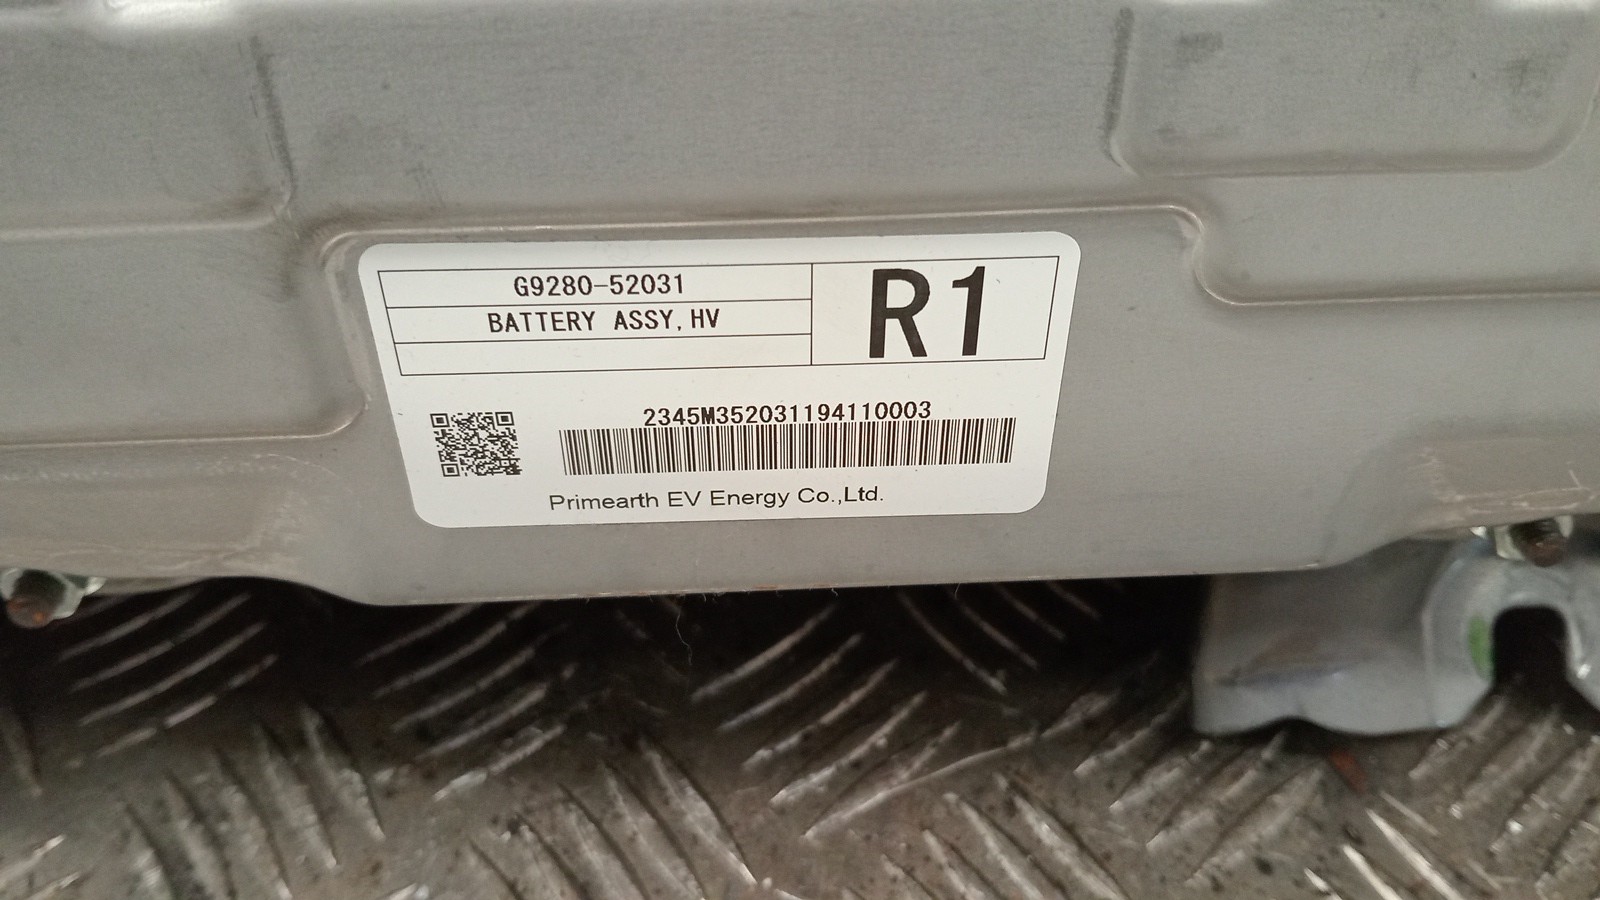 G9280-52031
BATTERY ASSY,HV
R1
2345M352031194110003
Primearth EV Energy Co.,Ltd.